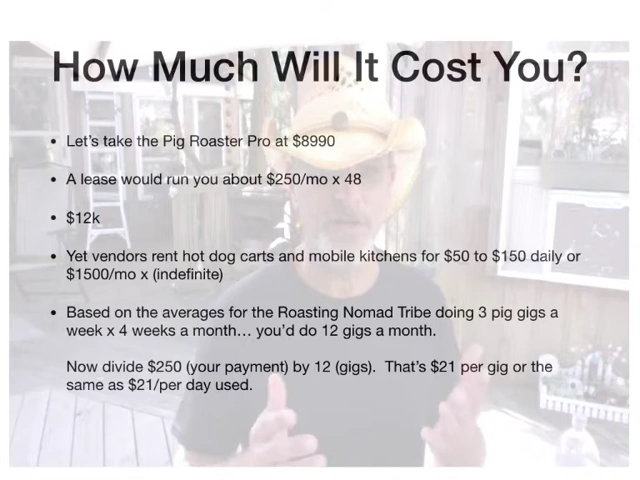 How Much Will It Cost You?
• Let's take the Pig Roaster Pro at $8990
• A lease would run you about $250/mo x 48
• $12k
• Yet vendors rent hot dog carts and mobile kitchens for $50 to $150 daily or
$1500/mo x (indefinite)
• Based on the averages for the Roasting Nomad Tribe doing 3 pig gigs a
week x 4 weeks a month… you'd do 12 gigs a month.
Now divide $250 (your payment) by 12 (gigs).  That's $21 per gig or the
same as $21/per day used.